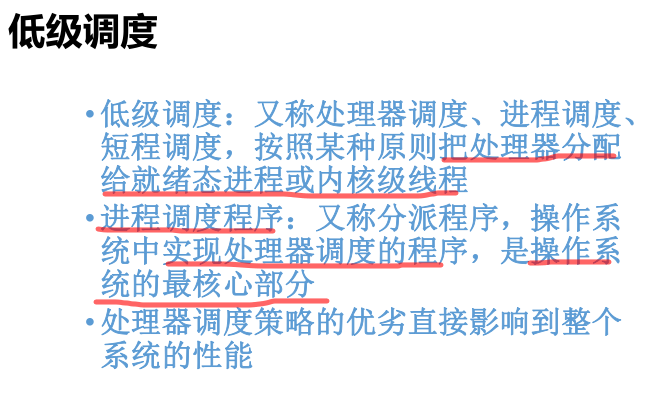 低级调度
•低级调度：又称处理器调度、进程调度、
短程调度，按照某种原则把处理器分配
给就绪态进程或内核级线程
•进程调度程序：又称分派程序，操作系
统中实现处理器调度的程序，是操作系
统的最核心部分
•处理器调度策略的优劣直接影响到整个
系统的性能